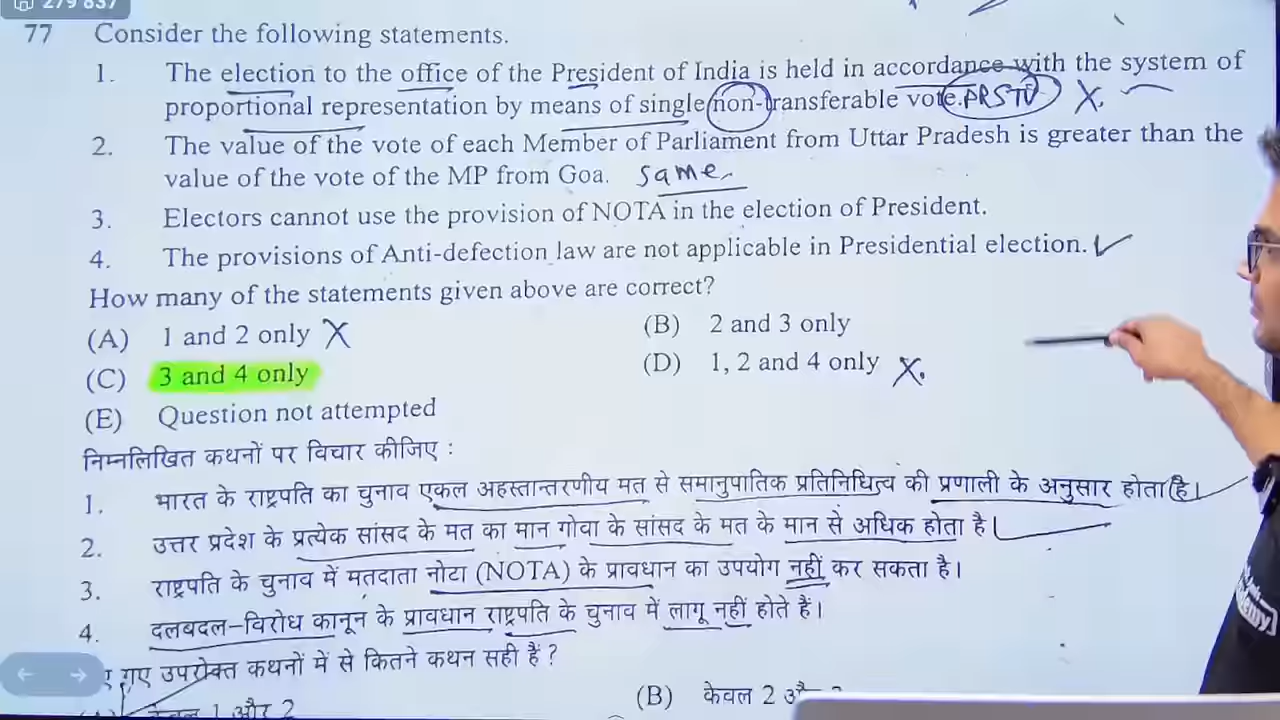 279 837
77 Consider the following statements.
1. The election to the office of the President of India is held in accordance with the system of
proportional representation by means of single non-transferable vote. PRSTV X.
2. The value of the vote of each Member of Parliament from Uttar Pradesh is greater than the
value of the vote of the MP from Goa. same
3. Electors cannot use the provision of NOTA in the election of President.
4. The provisions of Anti-defection law are not applicable in Presidential election.
How many of the statements given above are correct?
(A) 1 and 2 only X (B) 2 and 3 only
(C) 3 and 4 only (D) 1, 2 and 4 only X.
(E) Question not attempted
निम्नलिखित कथनों पर विचार कीजिए :
1. भारत के राष्ट्रपति का चुनाव एकल अहस्तान्तरणीय मत से समानुपातिक प्रतिनिधित्व की प्रणाली के अनुसार होता है।
2. उत्तर प्रदेश के प्रत्येक सांसद के मत का मान गोवा के सांसद के मत के मान से अधिक होता है।
3. राष्ट्रपति के चुनाव में मतदाता नोटा (NOTA) के प्रावधान का उपयोग नहीं कर सकता है।
4. दलबदल-विरोध कानून के प्रावधान राष्ट्रपति के चुनाव में लागू नहीं होते हैं।
गए उपरोक्त कथनों में से कितने कथन सही हैं ?
(A) केवल 1 और 2 (B) केवल 2 और